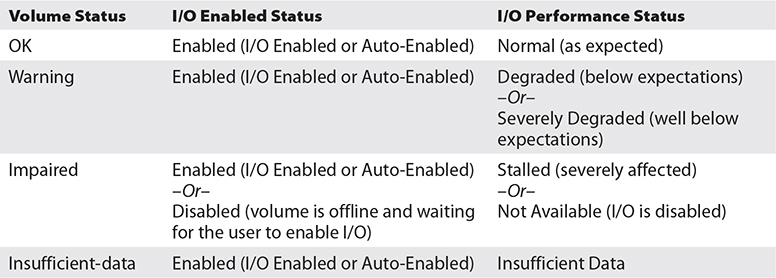 Volume Status I/O Enabled Status I/O Performance Status
OK Enabled (I/O Enabled or Auto-Enabled) Normal (as expected)
Warning Enabled (I/O Enabled or Auto-Enabled) Degraded (below expectations)
–Or–
Severely Degraded (well below
expectations)
Impaired Enabled (I/O Enabled or Auto-Enabled) Stalled (severely affected)
–Or– –Or–
Disabled (volume is offline and waiting Not Available (I/O is disabled)
for the user to enable I/O)
Insufficient-data Enabled (I/O Enabled or Auto-Enabled) Insufficient Data